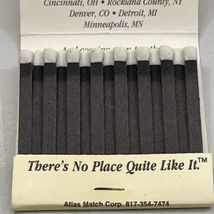 Cincinnati, OH • Rockland County, NY
Denver, CO • Detroit, MI
Minneapolis, MN
There's No Place Quite Like It.™
Atlas Match Corp. 817-354-7474